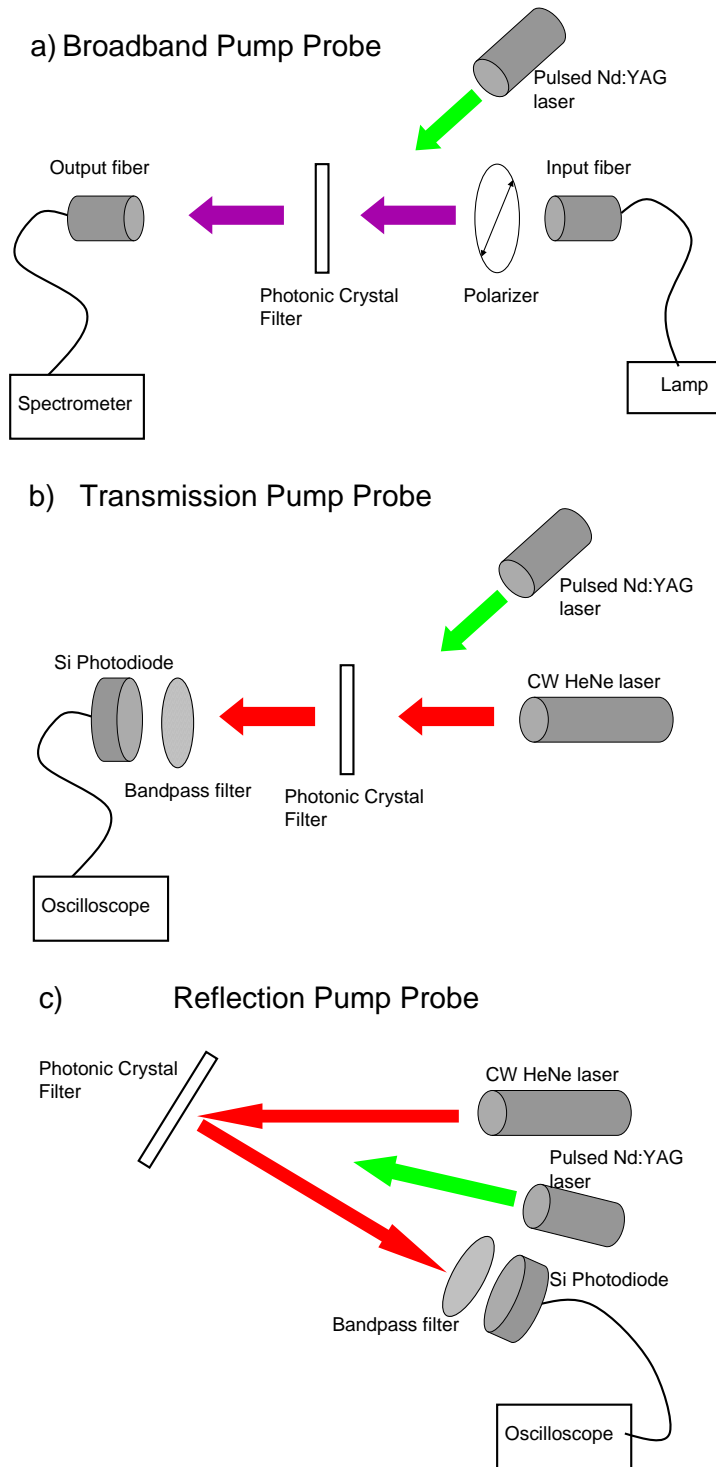 a) Broadband Pump Probe
Pulsed Nd:YAG
laser
Output fiber
Input fiber
Photonic Crystal
Filter
Polarizer
Spectrometer
Lamp
b) Transmission Pump Probe
Pulsed Nd:YAG
laser
Si Photodiode
CW HeNe laser
Bandpass filter
Photonic Crystal
Filter
Oscilloscope
c) Reflection Pump Probe
Photonic Crystal
Filter
CW HeNe laser
Pulsed Nd:YAG
laser
Si Photodiode
Bandpass filter
Oscilloscope